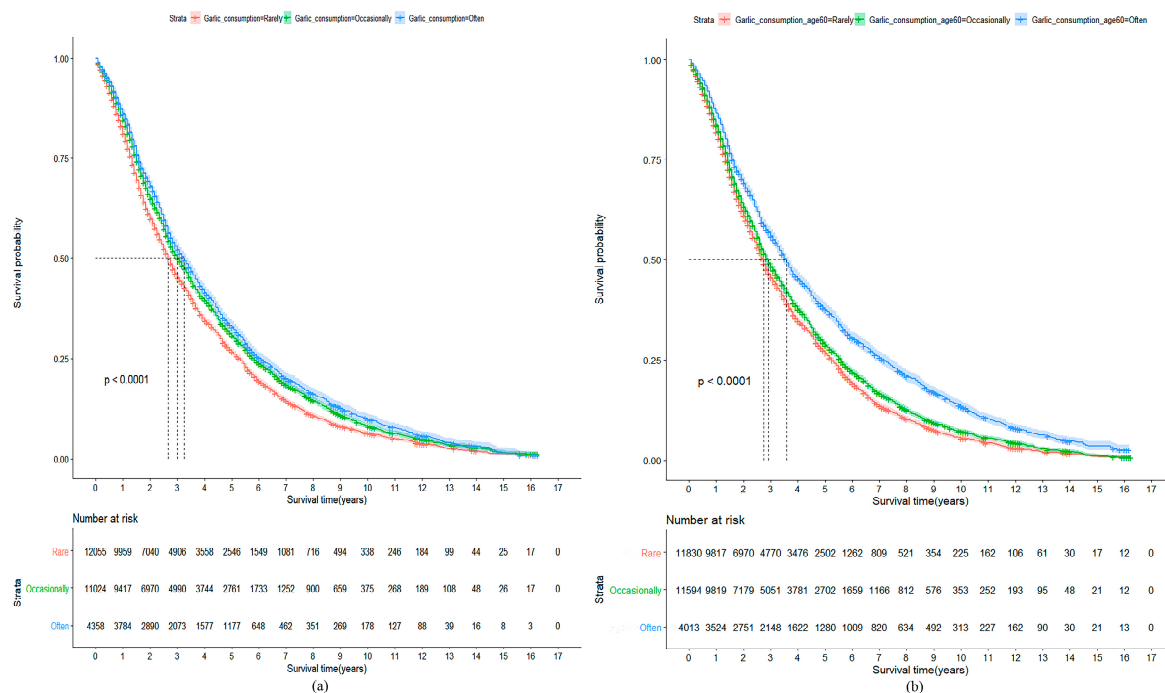 Strata Garlic_consumption=Rarely Garlic_consumption=Occasionally Garlic_consumption=Often
1.00
0.75
0.50
0.25
0.00
Survival probability
p < 0.0001
0 1 2 3 4 5 6 7 8 9 10 11 12 13 14 15 16 17
Survival time(years)
Number at risk
Strata
Rare 12055 9959 7040 4906 3558 2546 1549 1081 716 494 338 246 184 99 44 25 17 0
Occasionally 11024 9417 6970 4990 3744 2761 1733 1252 900 659 375 268 189 108 48 26 17 0
Often 4358 3784 2890 2073 1577 1177 648 462 351 269 178 127 88 39 16 8 3 0
0 1 2 3 4 5 6 7 8 9 10 11 12 13 14 15 16 17
Survival time(years)
(a)
Strata Garlic_consumption_age60=Rarely Garlic_consumption_age60=Occasionally Garlic_consumption_age60=Often
1.00
0.75
0.50
0.25
0.00
Survival probability
p < 0.0001
0 1 2 3 4 5 6 7 8 9 10 11 12 13 14 15 16 17
Survival time(years)
Number at risk
Strata
Rare 11830 9817 6970 4770 3476 2502 1262 809 521 354 225 162 106 61 30 17 12 0
Occasionally 11594 9819 7179 5051 3781 2702 1659 1166 812 576 353 252 193 95 48 21 12 0
Often 4013 3524 2751 2148 1622 1280 1009 820 634 492 313 227 162 90 30 21 13 0
0 1 2 3 4 5 6 7 8 9 10 11 12 13 14 15 16 17
Survival time(years)
(b)